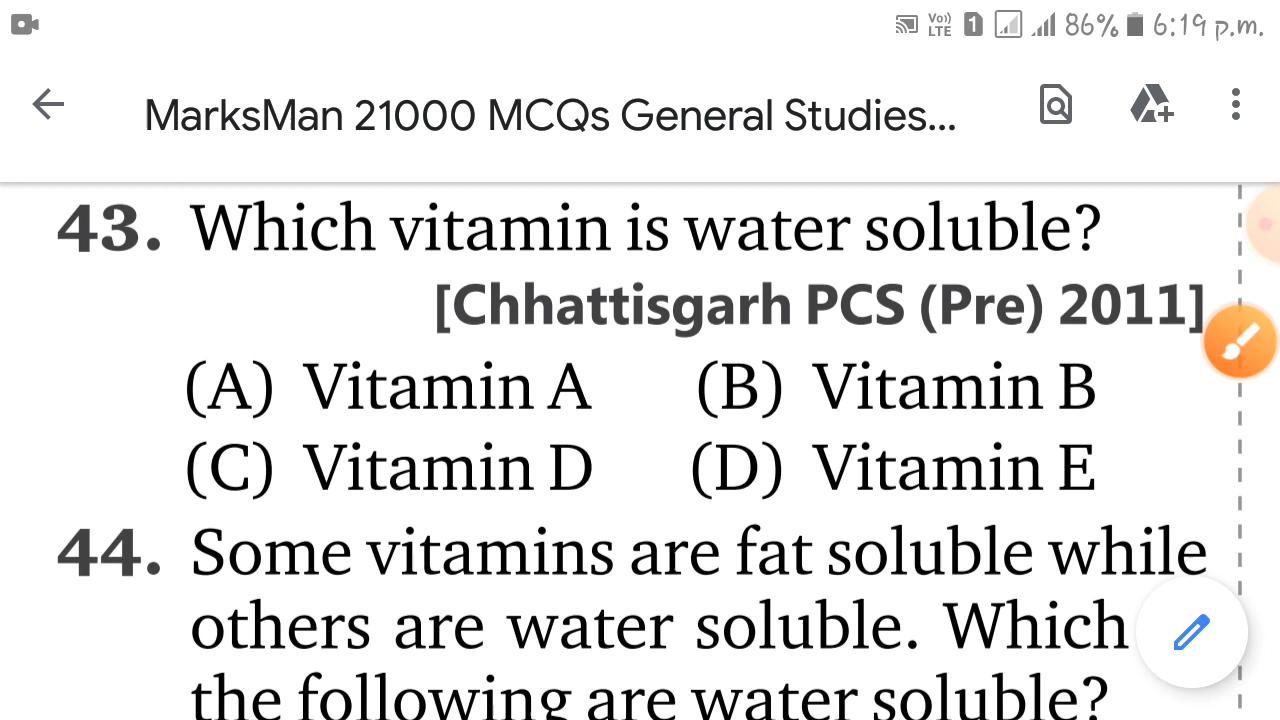 Vo))
LTE 1 86% 6:19 p.m.
MarksMan 21000 MCQs General Studies...
43. Which vitamin is water soluble?
[Chhattisgarh PCS (Pre) 2011]
(A) Vitamin A (B) Vitamin B
(C) Vitamin D (D) Vitamin E
44. Some vitamins are fat soluble while
others are water soluble. Which
the following are water soluble?